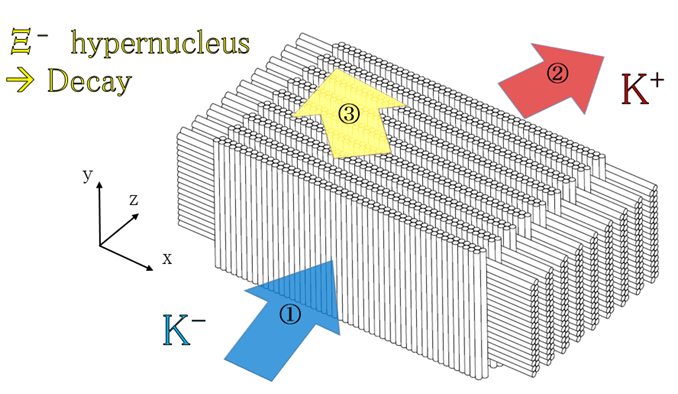 Ξ⁻ hypernucleus
→ Decay
③
②
K⁺
y
z
x
①
K⁻